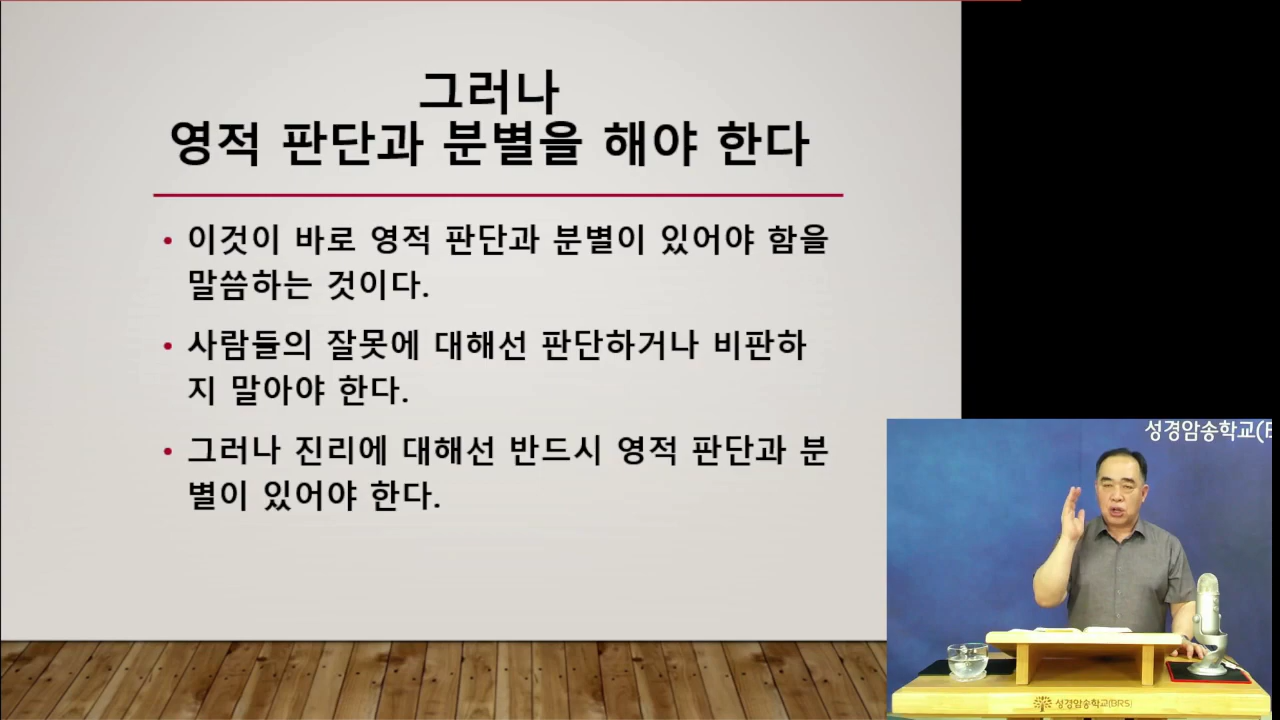 그러나
영적 판단과 분별을 해야 한다
• 이것이 바로 영적 판단과 분별이 있어야 함을
말씀하는 것이다.
• 사람들의 잘못에 대해선 판단하거나 비판하
지 말아야 한다.
• 그러나 진리에 대해선 반드시 영적 판단과 분
별이 있어야 한다.
성경암송학교(B
성경암송학교(BRS)